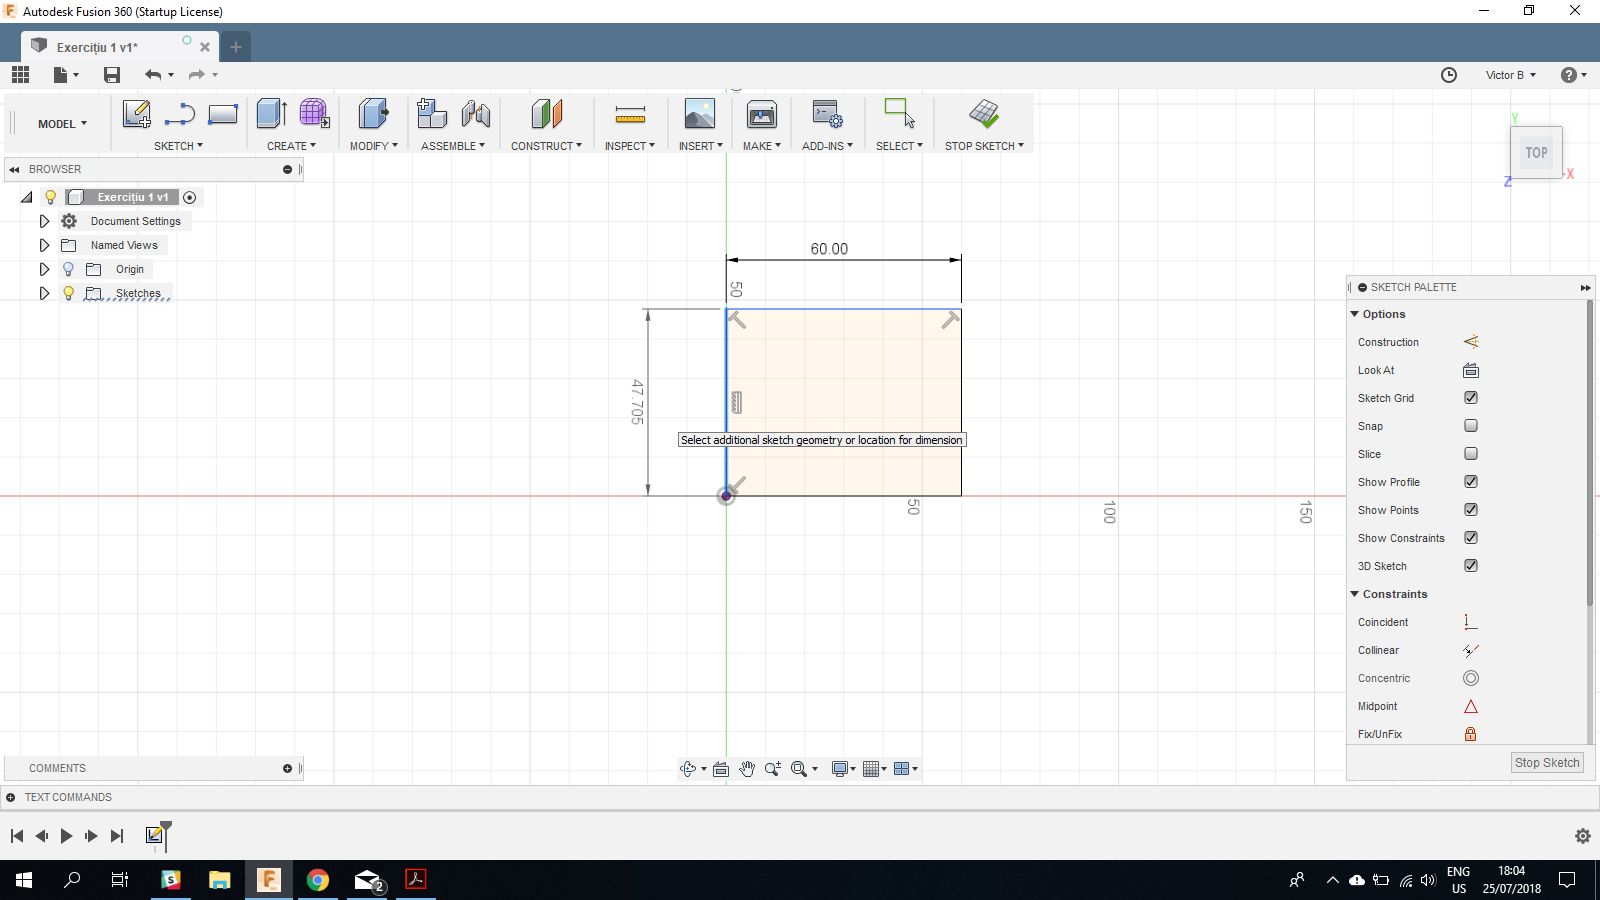 Autodesk Fusion 360 (Startup License)
Exercițiu 1 v1*
Victor B
MODEL
SKETCH
CREATE
MODIFY
ASSEMBLE
CONSTRUCT
INSPECT
INSERT
MAKE
ADD-INS
SELECT
STOP SKETCH
BROWSER
Exercițiu 1 v1
Document Settings
Named Views
Origin
Sketches
Y
TOP
X
Z
60.00
50
47.705
Select additional sketch geometry or location for dimension
50
100
150
SKETCH PALETTE
Options
Construction
Look At
Sketch Grid
Snap
Slice
Show Profile
Show Points
Show Constraints
3D Sketch
Constraints
Coincident
Collinear
Concentric
Midpoint
Fix/UnFix
Stop Sketch
COMMENTS
TEXT COMMANDS
2
ENG
US
18:04
25/07/2018